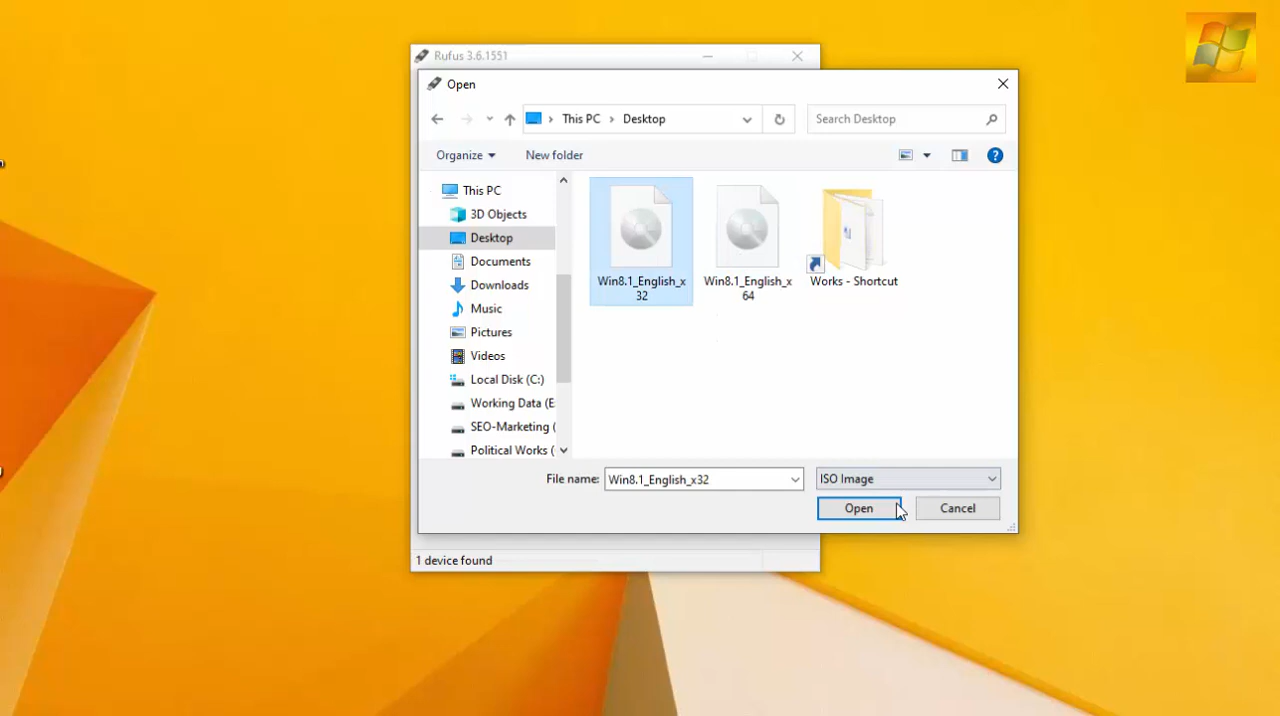 Rufus 3.6.1551
Open
This PC > Desktop
Search Desktop
Organize
New folder
This PC
3D Objects
Desktop
Documents
Downloads
Music
Pictures
Videos
Local Disk (C:)
Working Data (E
SEO-Marketing (
Political Works (
Win8.1_English_x
32
Win8.1_English_x
64
Works - Shortcut
File name:
Win8.1_English_x32
ISO Image
Open
Cancel
1 device found